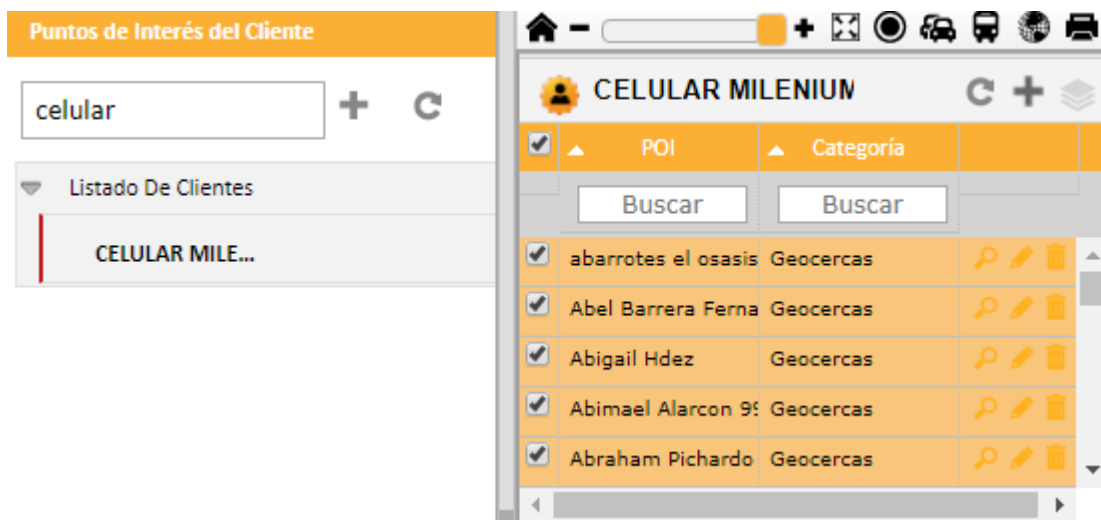 Puntos de Interés del Cliente
celular
Listado De Clientes
CELULAR MILE...
CELULAR MILENIUM
POI Categoría
Buscar Buscar
abarrotes el osasis Geocercas
Abel Barrera Ferna Geocercas
Abigail Hdez Geocercas
Abimael Alarcon 99 Geocercas
Abraham Pichardo Geocercas